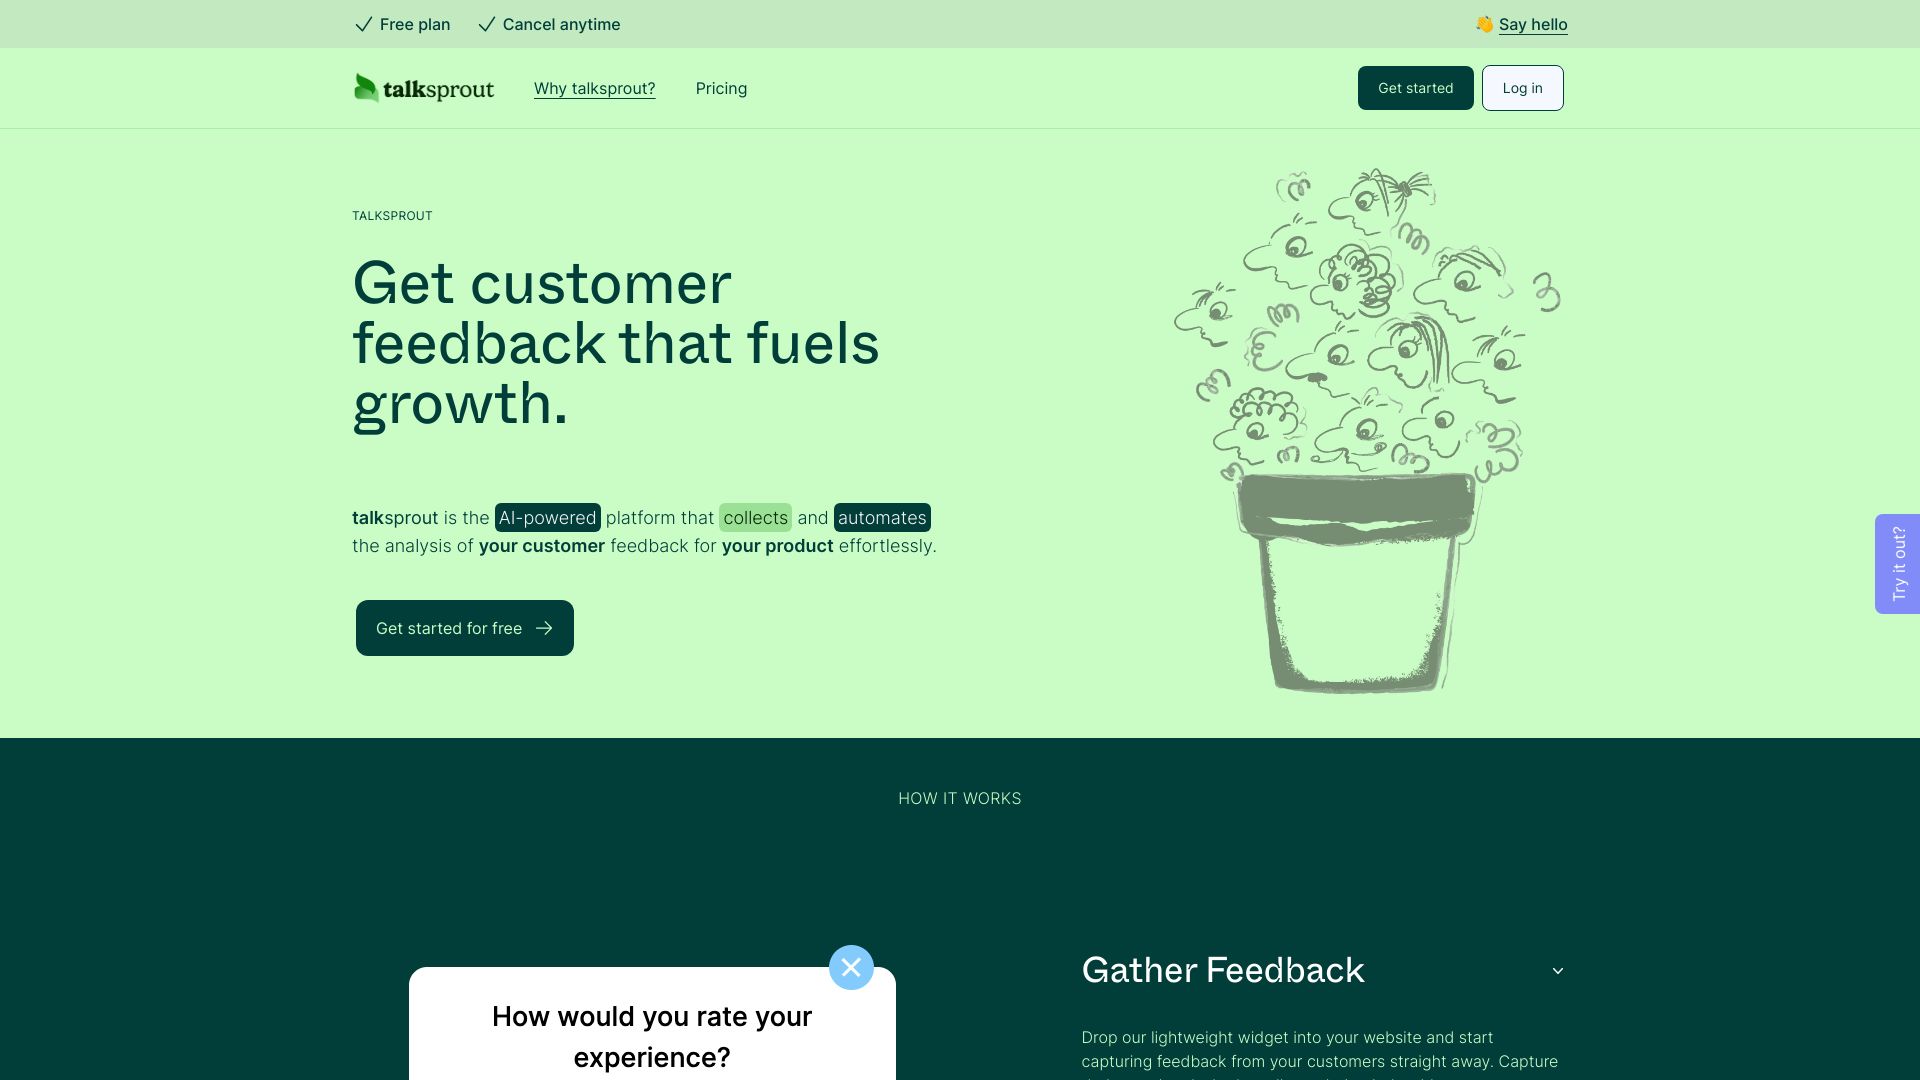 Free plan
Cancel anytime
👋 Say hello
talksprout
Why talksprout?
Pricing
Get started
Log in
TALKSPROUT
Get customer
feedback that fuels
growth.
talksprout is the AI-powered platform that collects and automates
the analysis of your customer feedback for your product effortlessly.
Get started for free
Try it out?
HOW IT WORKS
How would you rate your
experience?
Gather Feedback
Drop our lightweight widget into your website and start
capturing feedback from your customers straight away. Capture